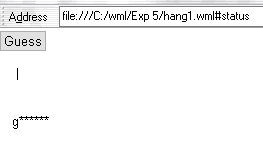 Address file:///C:/wml/Exp 5/hang1.wml#status
Guess
g******